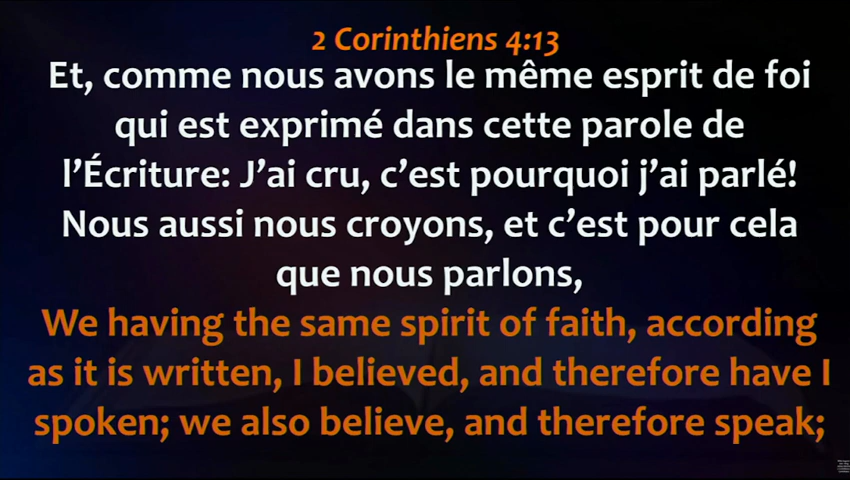 2 Corinthiens 4:13
Et, comme nous avons le même esprit de foi
qui est exprimé dans cette parole de
l’Écriture: J’ai cru, c’est pourquoi j’ai parlé!
Nous aussi nous croyons, et c’est pour cela
que nous parlons,
We having the same spirit of faith, according
as it is written, I believed, and therefore have I
spoken; we also believe, and therefore speak;